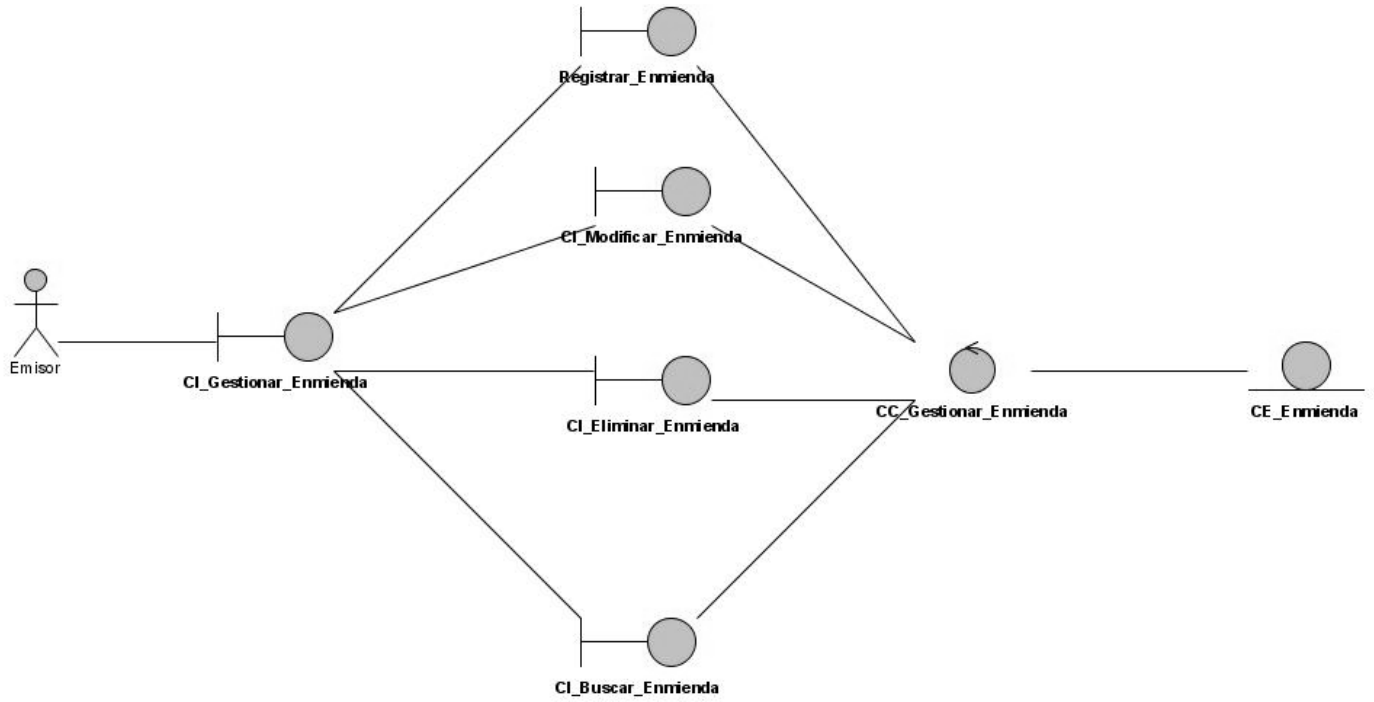 Registrar_Enmienda
CI_Modificar_Enmienda
Emisor
CI_Gestionar_Enmienda
CI_Eliminar_Enmienda
CC_Gestionar_Enmienda
CE_Enmienda
CI_Buscar_Enmienda